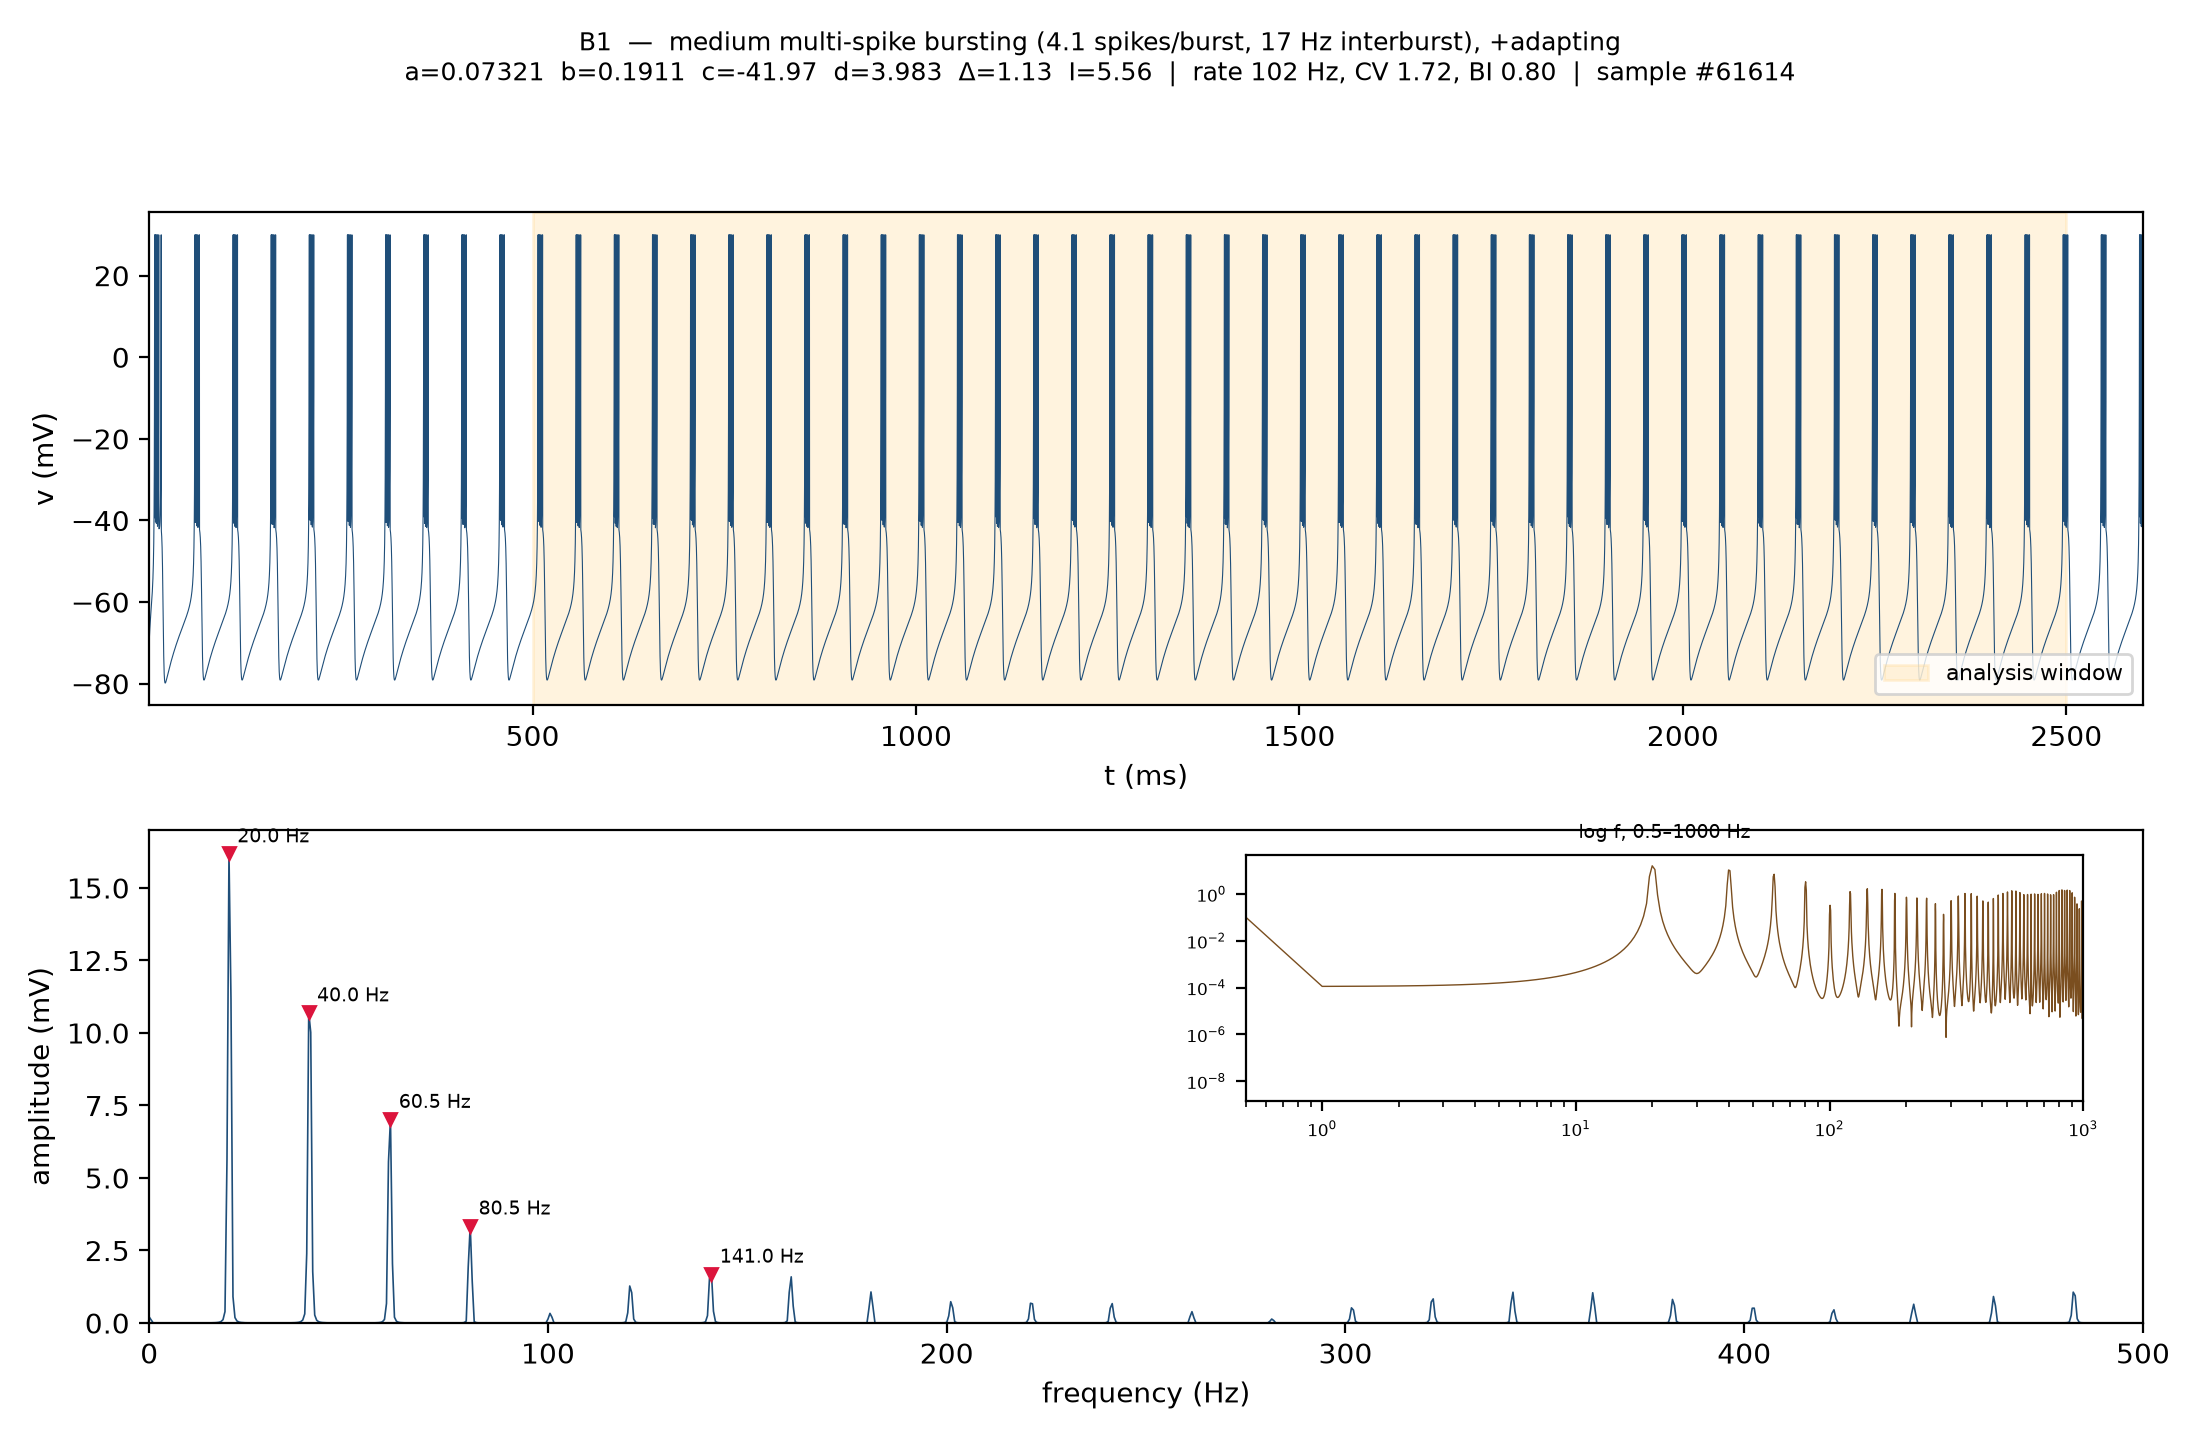 B1 — medium multi-spike bursting (4.1 spikes/burst, 17 Hz interburst), +adapting
a=0.07321 b=0.1911 c=-41.97 d=3.983 Δ=1.13 I=5.56 | rate 102 Hz, CV 1.72, BI 0.80 | sample #61614
20
0
−20
−40
−60
−80
v (mV)
analysis window
500 1000 1500 2000 2500
t (ms)
20.0 Hz
40.0 Hz
60.5 Hz
80.5 Hz
141.0 Hz
15.0
12.5
10.0
7.5
5.0
2.5
0.0
amplitude (mV)
log f, 0.5–1000 Hz
10⁰
10⁻²
10⁻⁴
10⁻⁶
10⁻⁸
10⁰ 10¹ 10² 10³
0 100 200 300 400 500
frequency (Hz)